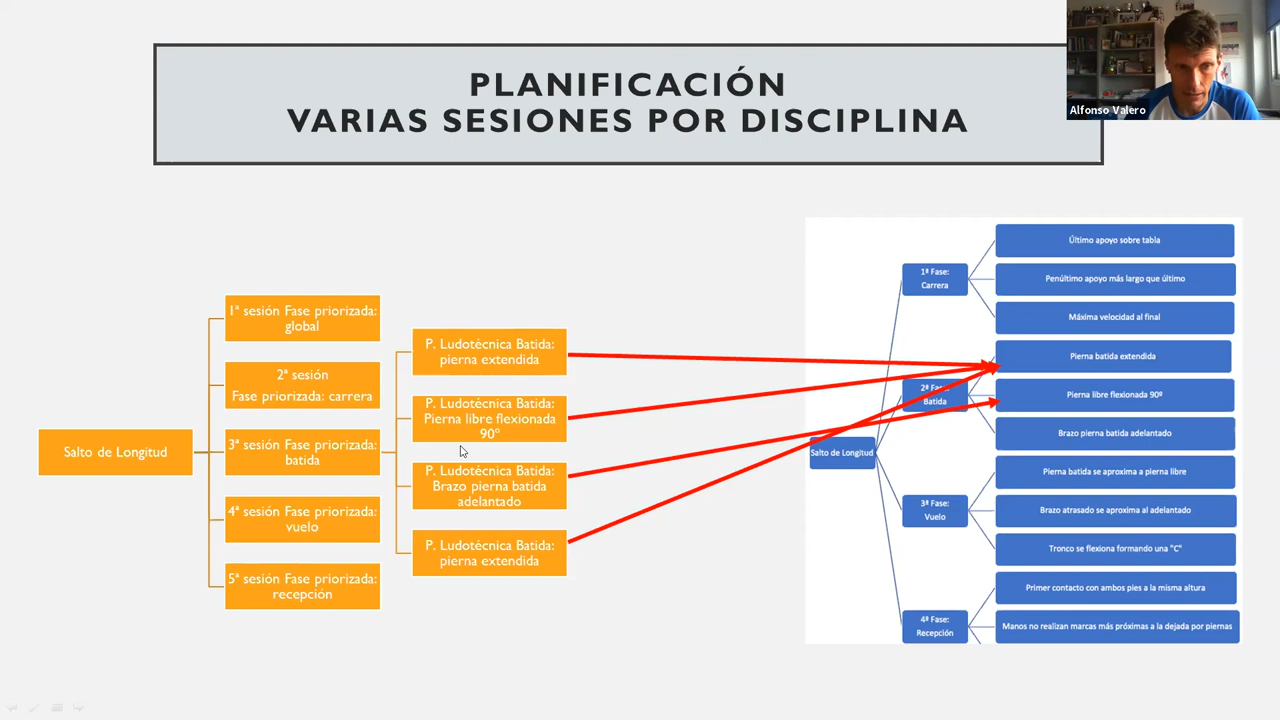 PLANIFICACIÓN
VARIAS SESIONES POR DISCIPLINA
Alfonso Valero
Salto de Longitud
1ª sesión Fase priorizada:
global
2ª sesión
Fase priorizada: carrera
3ª sesión Fase priorizada:
batida
4ª sesión Fase priorizada:
vuelo
5ª sesión Fase priorizada:
recepción
P. Ludotécnica Batida:
pierna extendida
P. Ludotécnica Batida:
Pierna libre flexionada
90º
P. Ludotécnica Batida:
Brazo pierna batida
adelantado
P. Ludotécnica Batida:
pierna extendida
Salto de Longitud
1ª Fase:
Carrera
Último apoyo sobre tabla
Penúltimo apoyo más largo que último
Máxima velocidad al final
2ª Fase:
Batida
Pierna batida extendida
Pierna libre flexionada 90º
Brazo pierna batida adelantado
3ª Fase:
Vuelo
Pierna batida se aproxima a pierna libre
Brazo atrasado se aproxima al adelantado
Tronco se flexiona formando una "C"
4ª Fase:
Recepción
Primer contacto con ambos pies a la misma altura
Manos no realizan marcas más próximas a la dejada por piernas